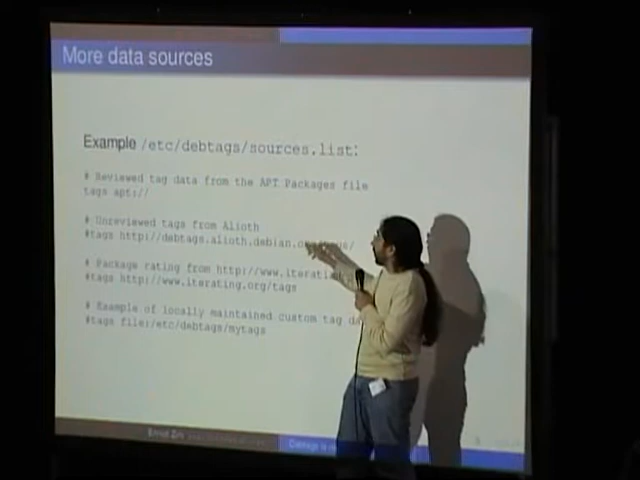 More data sources
Example /etc/debtags/sources.list:
# Reviewed tag data from the APT Packages file
tags apt://
# Unreviewed tags from Alioth
#tags http://debtags.alioth.debian.
# Package rating from http://www.iterating
#tags http://www.iterating.org/tags
# Example of locally maintained custom tag
#tags file:/etc/debtags/mytags
Enrico Zini